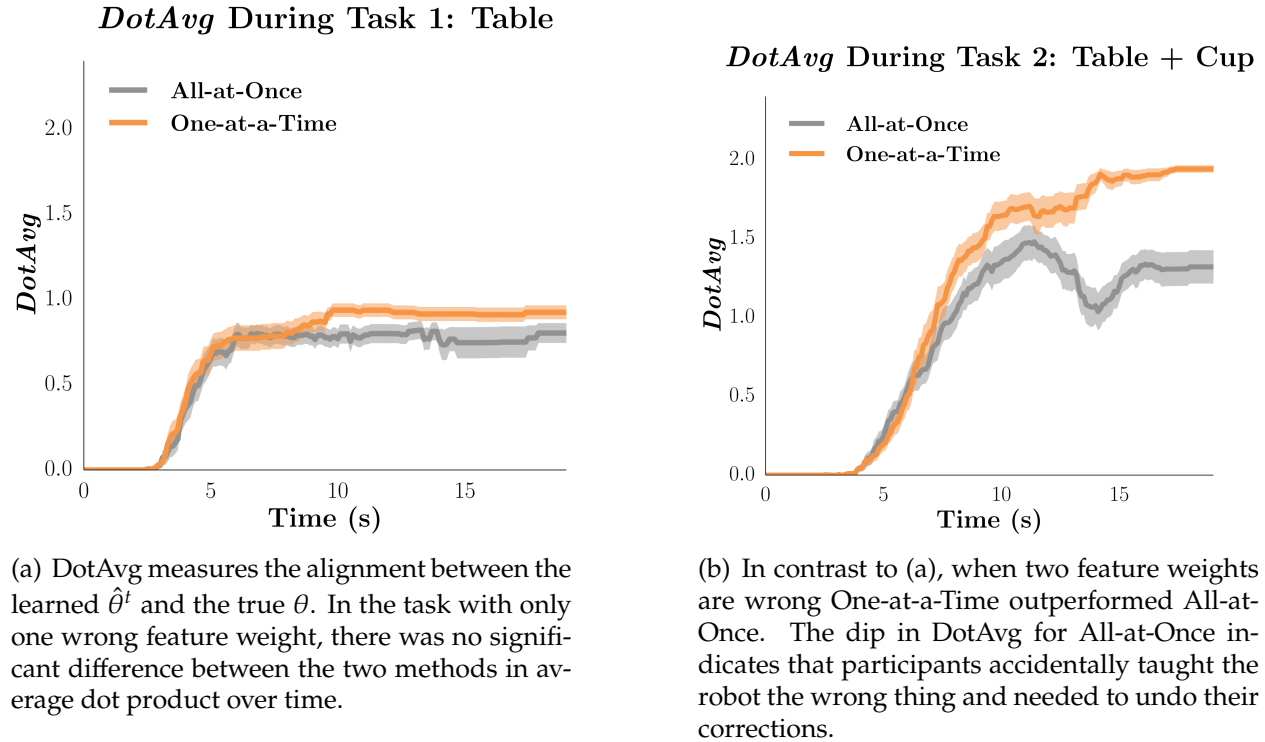 DotAvg During Task 1: Table
All-at-Once
One-at-a-Time
2.0
1.5
1.0
0.5
0.0
DotAvg
0 5 10 15
Time (s)
(a) DotAvg measures the alignment between the
learned θ̂ᵗ and the true θ. In the task with only
one wrong feature weight, there was no signifi-
cant difference between the two methods in av-
erage dot product over time.
DotAvg During Task 2: Table + Cup
All-at-Once
One-at-a-Time
2.0
1.5
1.0
0.5
0.0
DotAvg
0 5 10 15
Time (s)
(b) In contrast to (a), when two feature weights
are wrong One-at-a-Time outperformed All-at-
Once. The dip in DotAvg for All-at-Once in-
dicates that participants accidentally taught the
robot the wrong thing and needed to undo their
corrections.